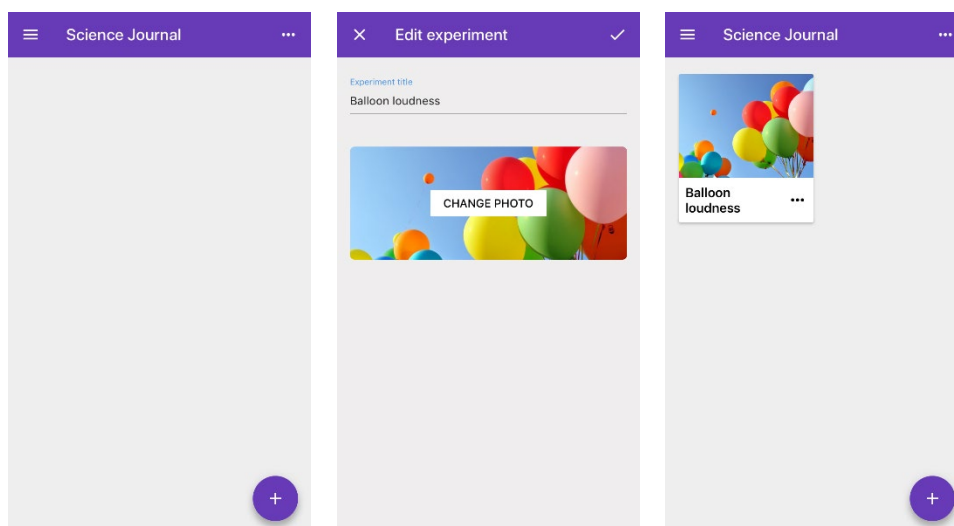 Science Journal
Edit experiment
Experiment title
Balloon loudness
CHANGE PHOTO
Science Journal
Balloon
loudness